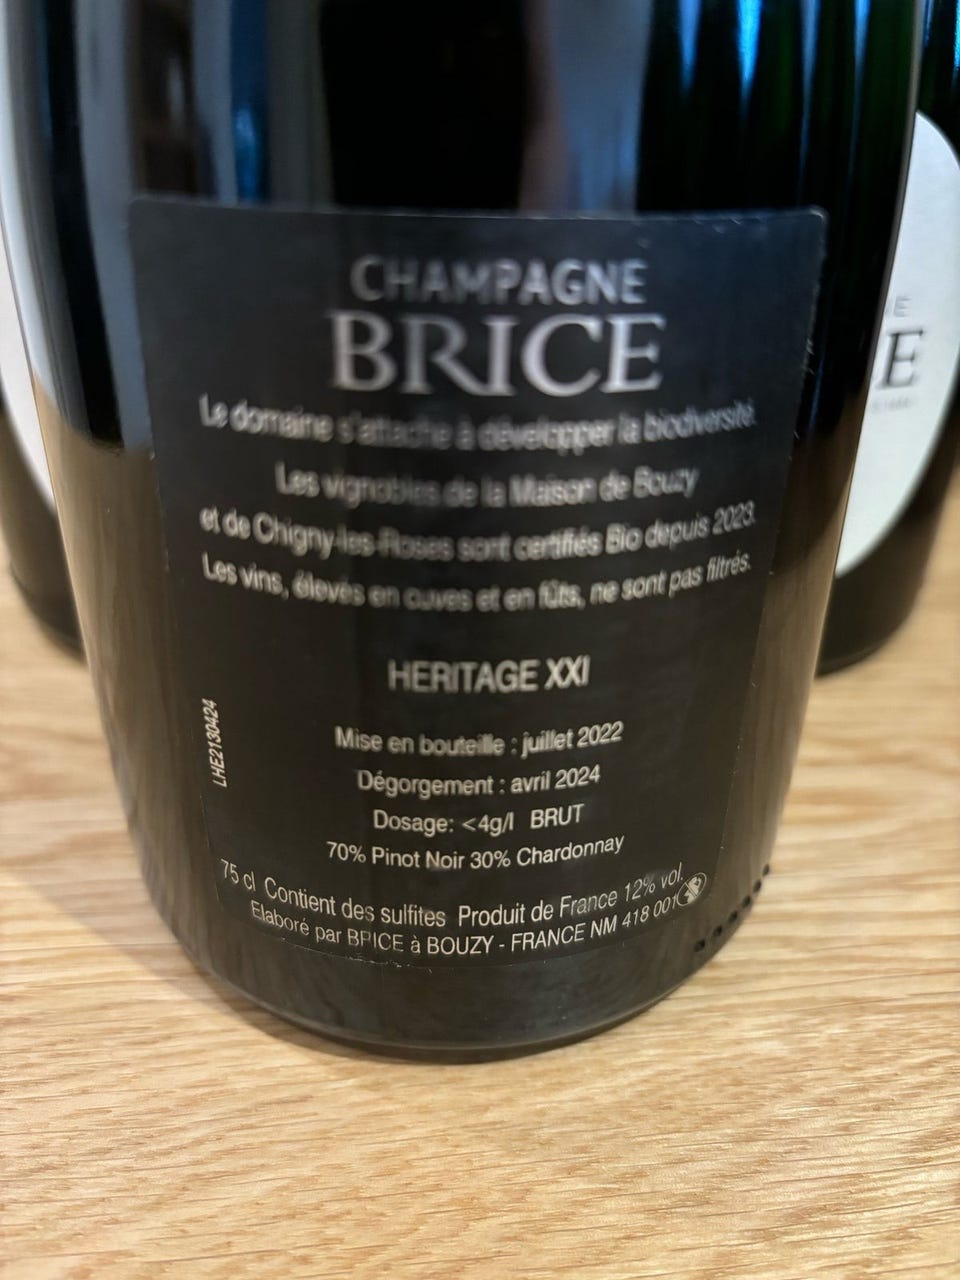 CHAMPAGNE
BRICE
Le domaine s'attache à développer la biodiversité.
Les vignobles de la Maison de Bouzy
et de Chigny-les-Roses sont certifiés Bio depuis 2023.
Les vins, élevés en cuves et en fûts, ne sont pas filtrés.
HERITAGE XXI
LHE2130424
Mise en bouteille : juillet 2022
Dégorgement : avril 2024
Dosage: <4g/l BRUT
70% Pinot Noir 30% Chardonnay
75 cl Contient des sulfites Produit de France 12% vol.
Elaboré par BRICE à BOUZY - FRANCE NM 418 001
E
E